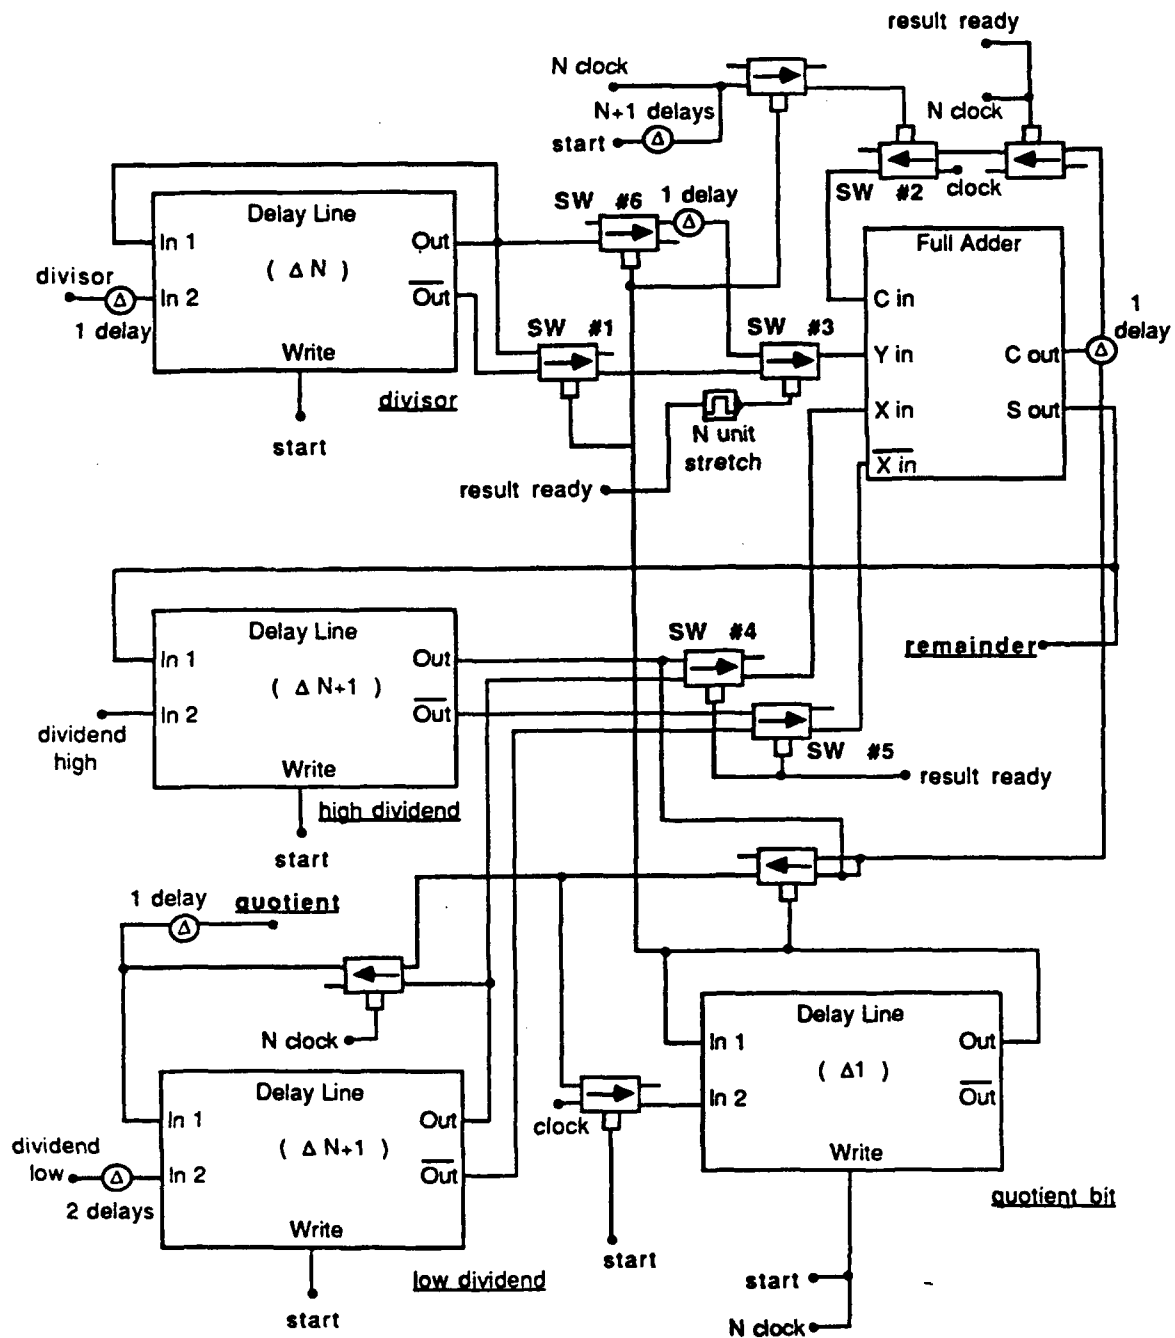 result ready
N clock
N+1 delays
N clock
start Δ
SW #2
clock
Delay Line
SW #6
1 delay
Δ
Full Adder
In 1
Out
( Δ N )
divisor
C in
Δ
In 2
Out
1
1 delay
SW #1
SW #3
delay
Write
Y in
C out
Δ
divisor
X in
S out
N unit
start
stretch
X in
result ready
Delay Line
SW #4
In 1
Out
remainder
( Δ N+1 )
In 2
Out
dividend
high
SW #5
Write
result ready
high dividend
start
1 delay
quotient
Δ
Delay Line
N clock
In 1
Out
( Δ1 )
Delay Line
In 2
Out
In 1
Out
clock
dividend
( Δ N+1 )
low
Δ
In 2
Out
Write
2 delays
quotient bit
Write
start
low dividend
start
start
N clock